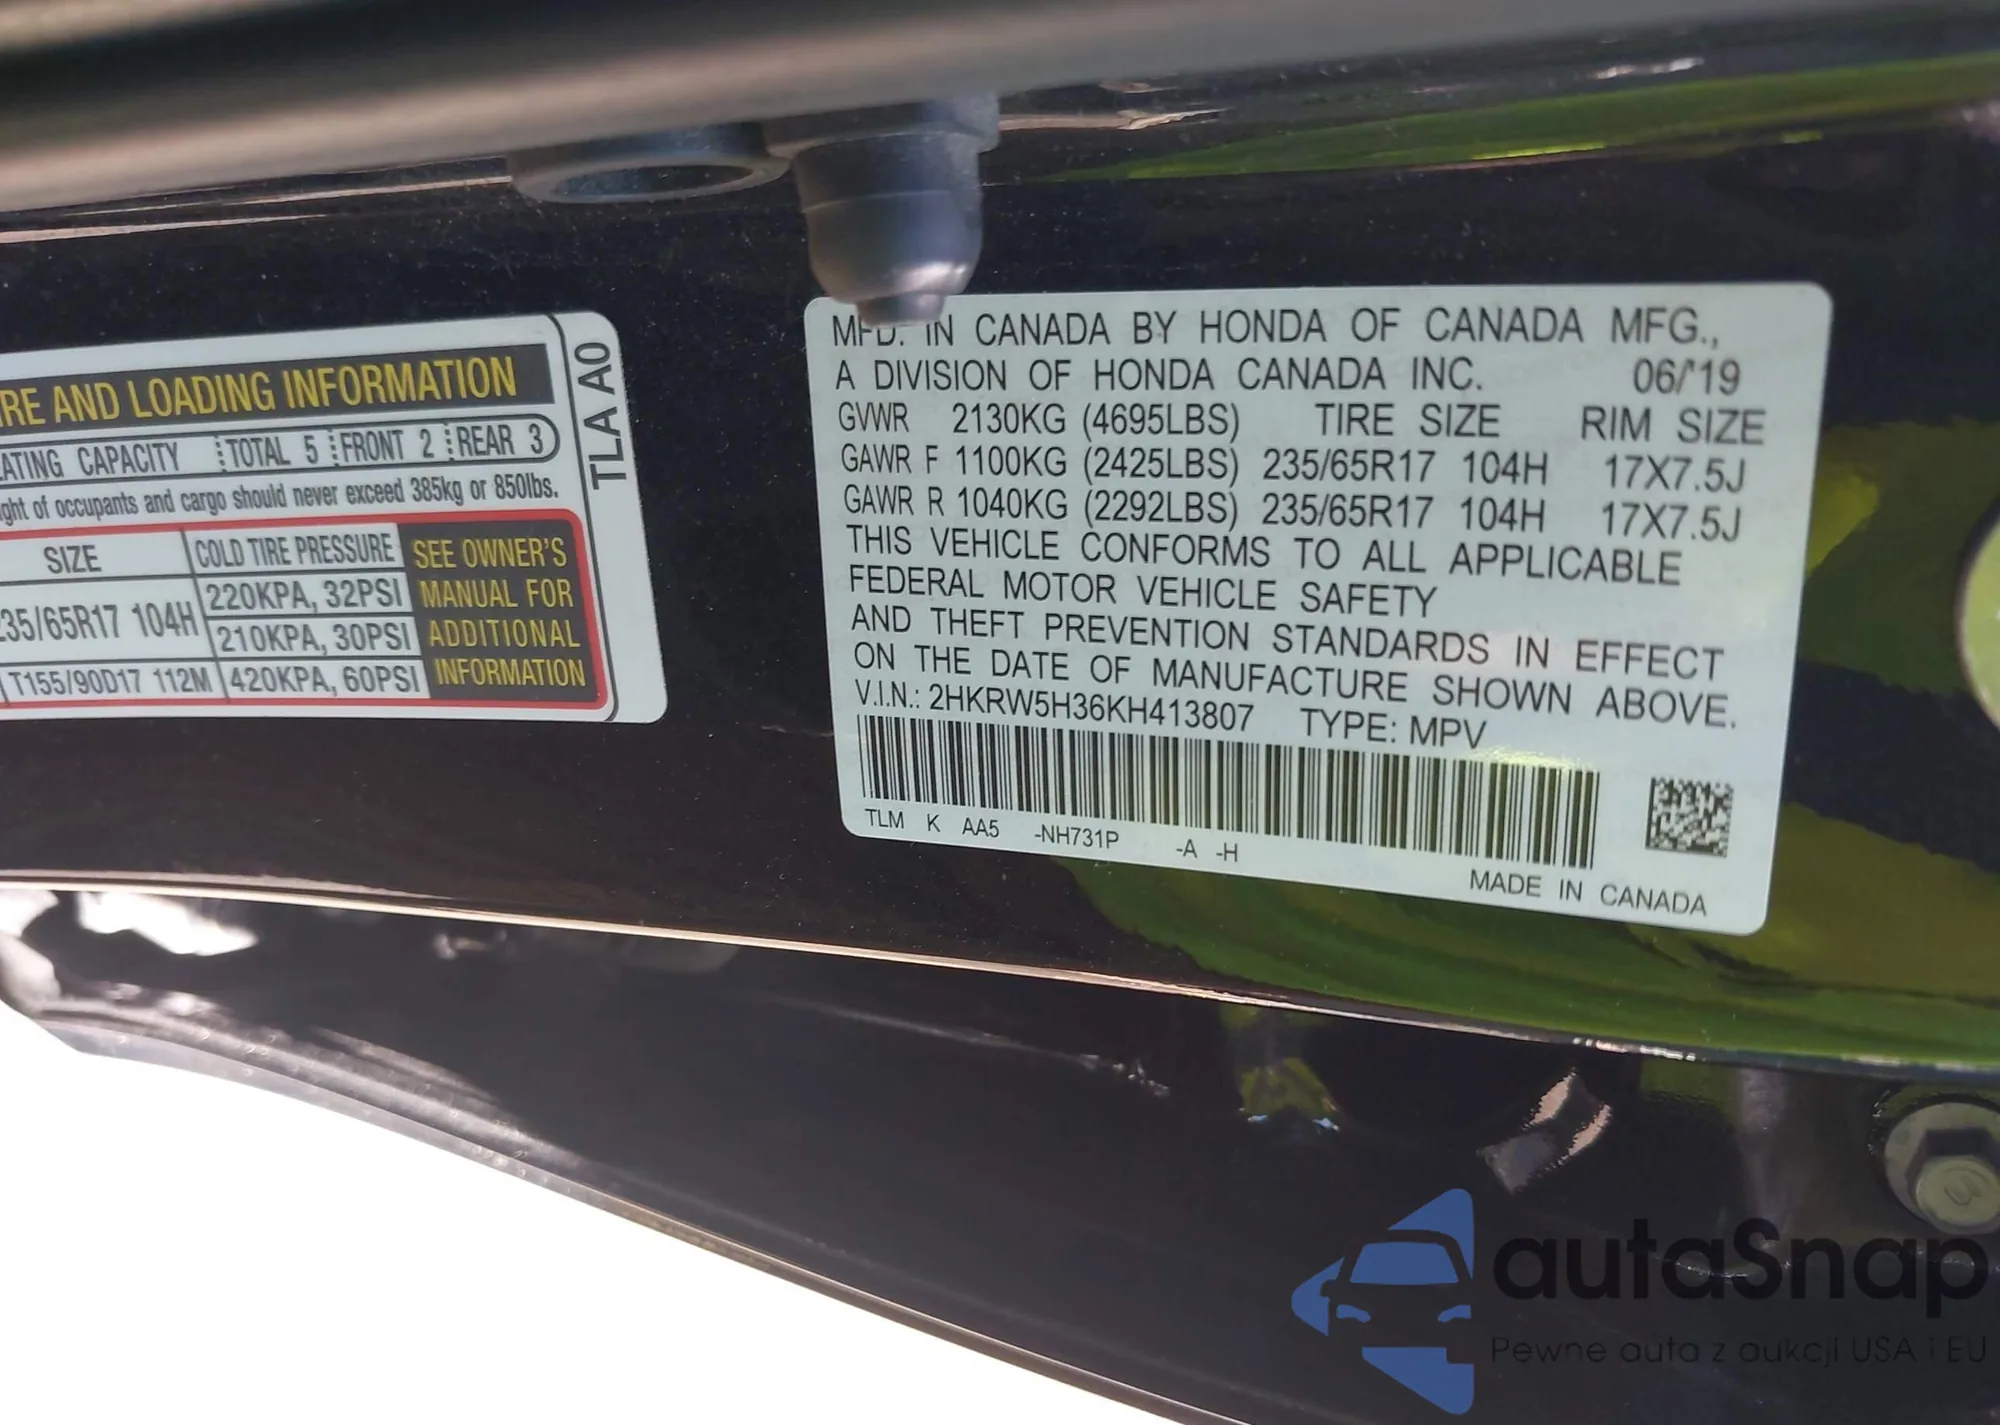 RE AND LOADING INFORMATION
TLA A0
ATING CAPACITY TOTAL 5 FRONT 2 REAR 3
ght of occupants and cargo should never exceed 385kg or 850lbs.
SIZE COLD TIRE PRESSURE
235/65R17 104H 220KPA, 32PSI
210KPA, 30PSI
T155/90D17 112M 420KPA, 60PSI
SEE OWNER'S
MANUAL FOR
ADDITIONAL
INFORMATION
MFD. IN CANADA BY HONDA OF CANADA MFG.,
A DIVISION OF HONDA CANADA INC. 06/'19
GVWR 2130KG (4695LBS) TIRE SIZE RIM SIZE
GAWR F 1100KG (2425LBS) 235/65R17 104H 17X7.5J
GAWR R 1040KG (2292LBS) 235/65R17 104H 17X7.5J
THIS VEHICLE CONFORMS TO ALL APPLICABLE
FEDERAL MOTOR VEHICLE SAFETY
AND THEFT PREVENTION STANDARDS IN EFFECT
ON THE DATE OF MANUFACTURE SHOWN ABOVE.
V.I.N.: 2HKRW5H36KH413807 TYPE: MPV
TLM K AA5 -NH731P -A -H
MADE IN CANADA
autaSnap
Pewne auta z aukcji USA i EU